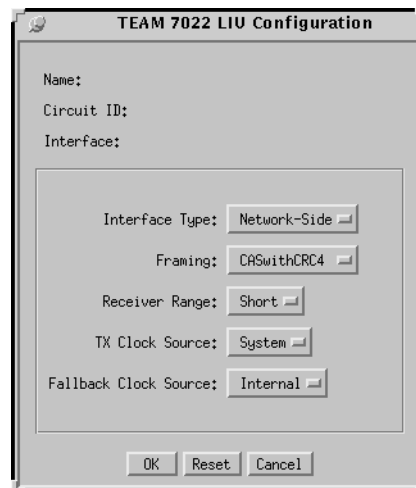 TEAM 7022 LIU Configuration
Name:
Circuit ID:
Interface:
Interface Type: Network-Side
Framing: CASwithCRC4
Receiver Range: Short
TX Clock Source: System
Fallback Clock Source: Internal
OK Reset Cancel